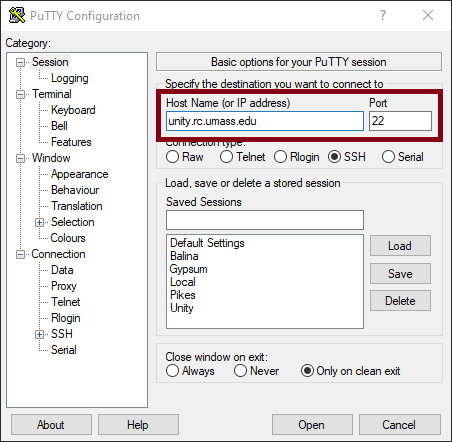 PuTTY Configuration
? ×
Category:
Session
Logging
Terminal
Keyboard
Bell
Features
Window
Appearance
Behaviour
Translation
Selection
Colours
Connection
Data
Proxy
Telnet
Rlogin
SSH
Serial
Basic options for your PuTTY session
Specify the destination you want to connect to
Host Name (or IP address) Port
unity.rc.umass.edu 22
Connection type:
Raw Telnet Rlogin SSH Serial
Load, save or delete a stored session
Saved Sessions
Default Settings
Balina
Gypsum
Local
Pikes
Unity
Load
Save
Delete
Close window on exit:
Always Never Only on clean exit
About Help Open Cancel